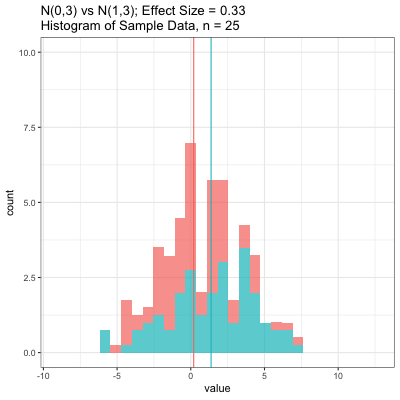 N(0,3) vs N(1,3); Effect Size = 0.33
Histogram of Sample Data, n = 25
10.0
7.5
5.0
2.5
0.0
count
-10 -5 0 5 10
value